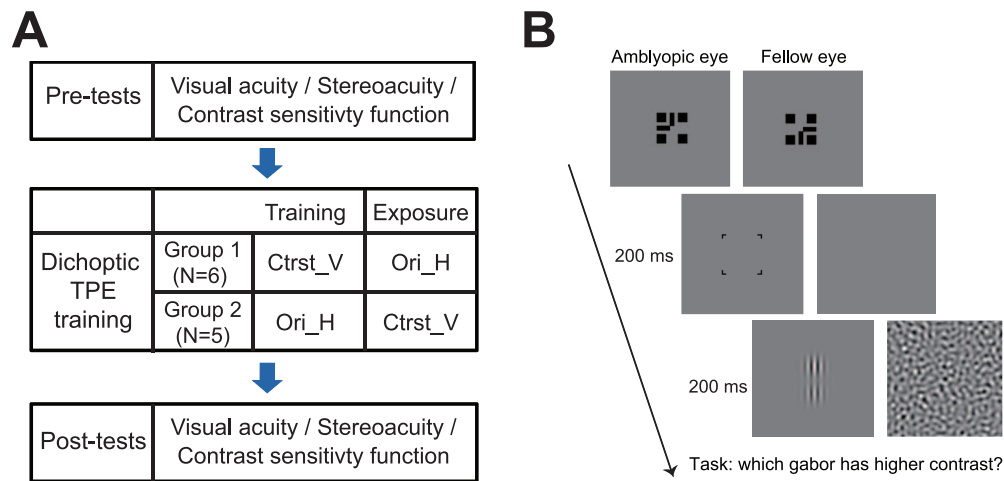 A
Pre-tests
Visual acuity / Stereoacuity /
Contrast sensitivty function
Training
Exposure
Dichoptic
TPE
training
Group 1
(N=6)
Ctrst_V
Ori_H
Group 2
(N=5)
Ori_H
Ctrst_V
Post-tests
Visual acuity / Stereoacuity /
Contrast sensitivty function
B
Amblyopic eye
Fellow eye
200 ms
200 ms
Task: which gabor has higher contrast?